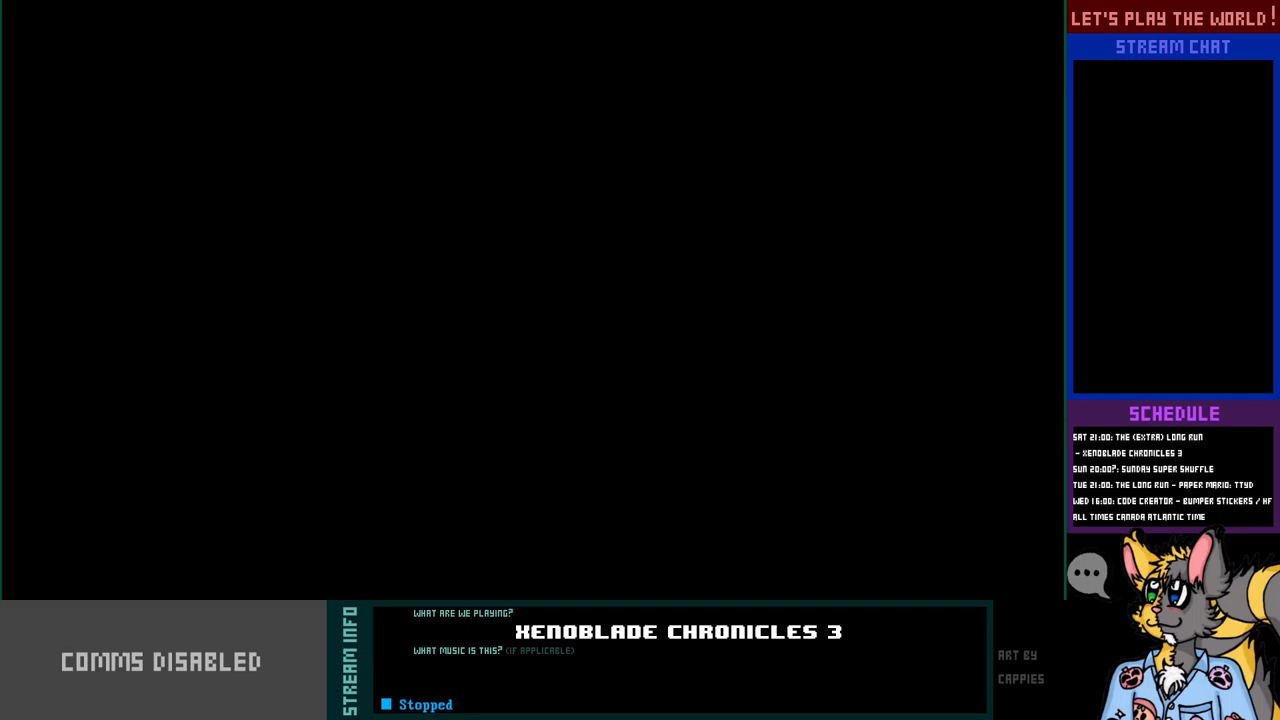 LET'S PLAY THE WORLD!
STREAM CHAT
SCHEDULE
SAT 21:00: THE (EXTRA) LONG RUN
- XENOBLADE CHRONICLES 3
SUN 20:00?: SUNDAY SUPER SHUFFLE
TUE 21:00: THE LONG RUN - PAPER MARIO: TTYD
WED 16:00: CODE CREATOR - BUMPER STICKERS / HF
ALL TIMES CANADA ATLANTIC TIME
COMMS DISABLED
STREAM INFO
WHAT ARE WE PLAYING?
XENOBLADE CHRONICLES 3
WHAT MUSIC IS THIS? (IF APPLICABLE)
Stopped
ART BY
CAPPIES